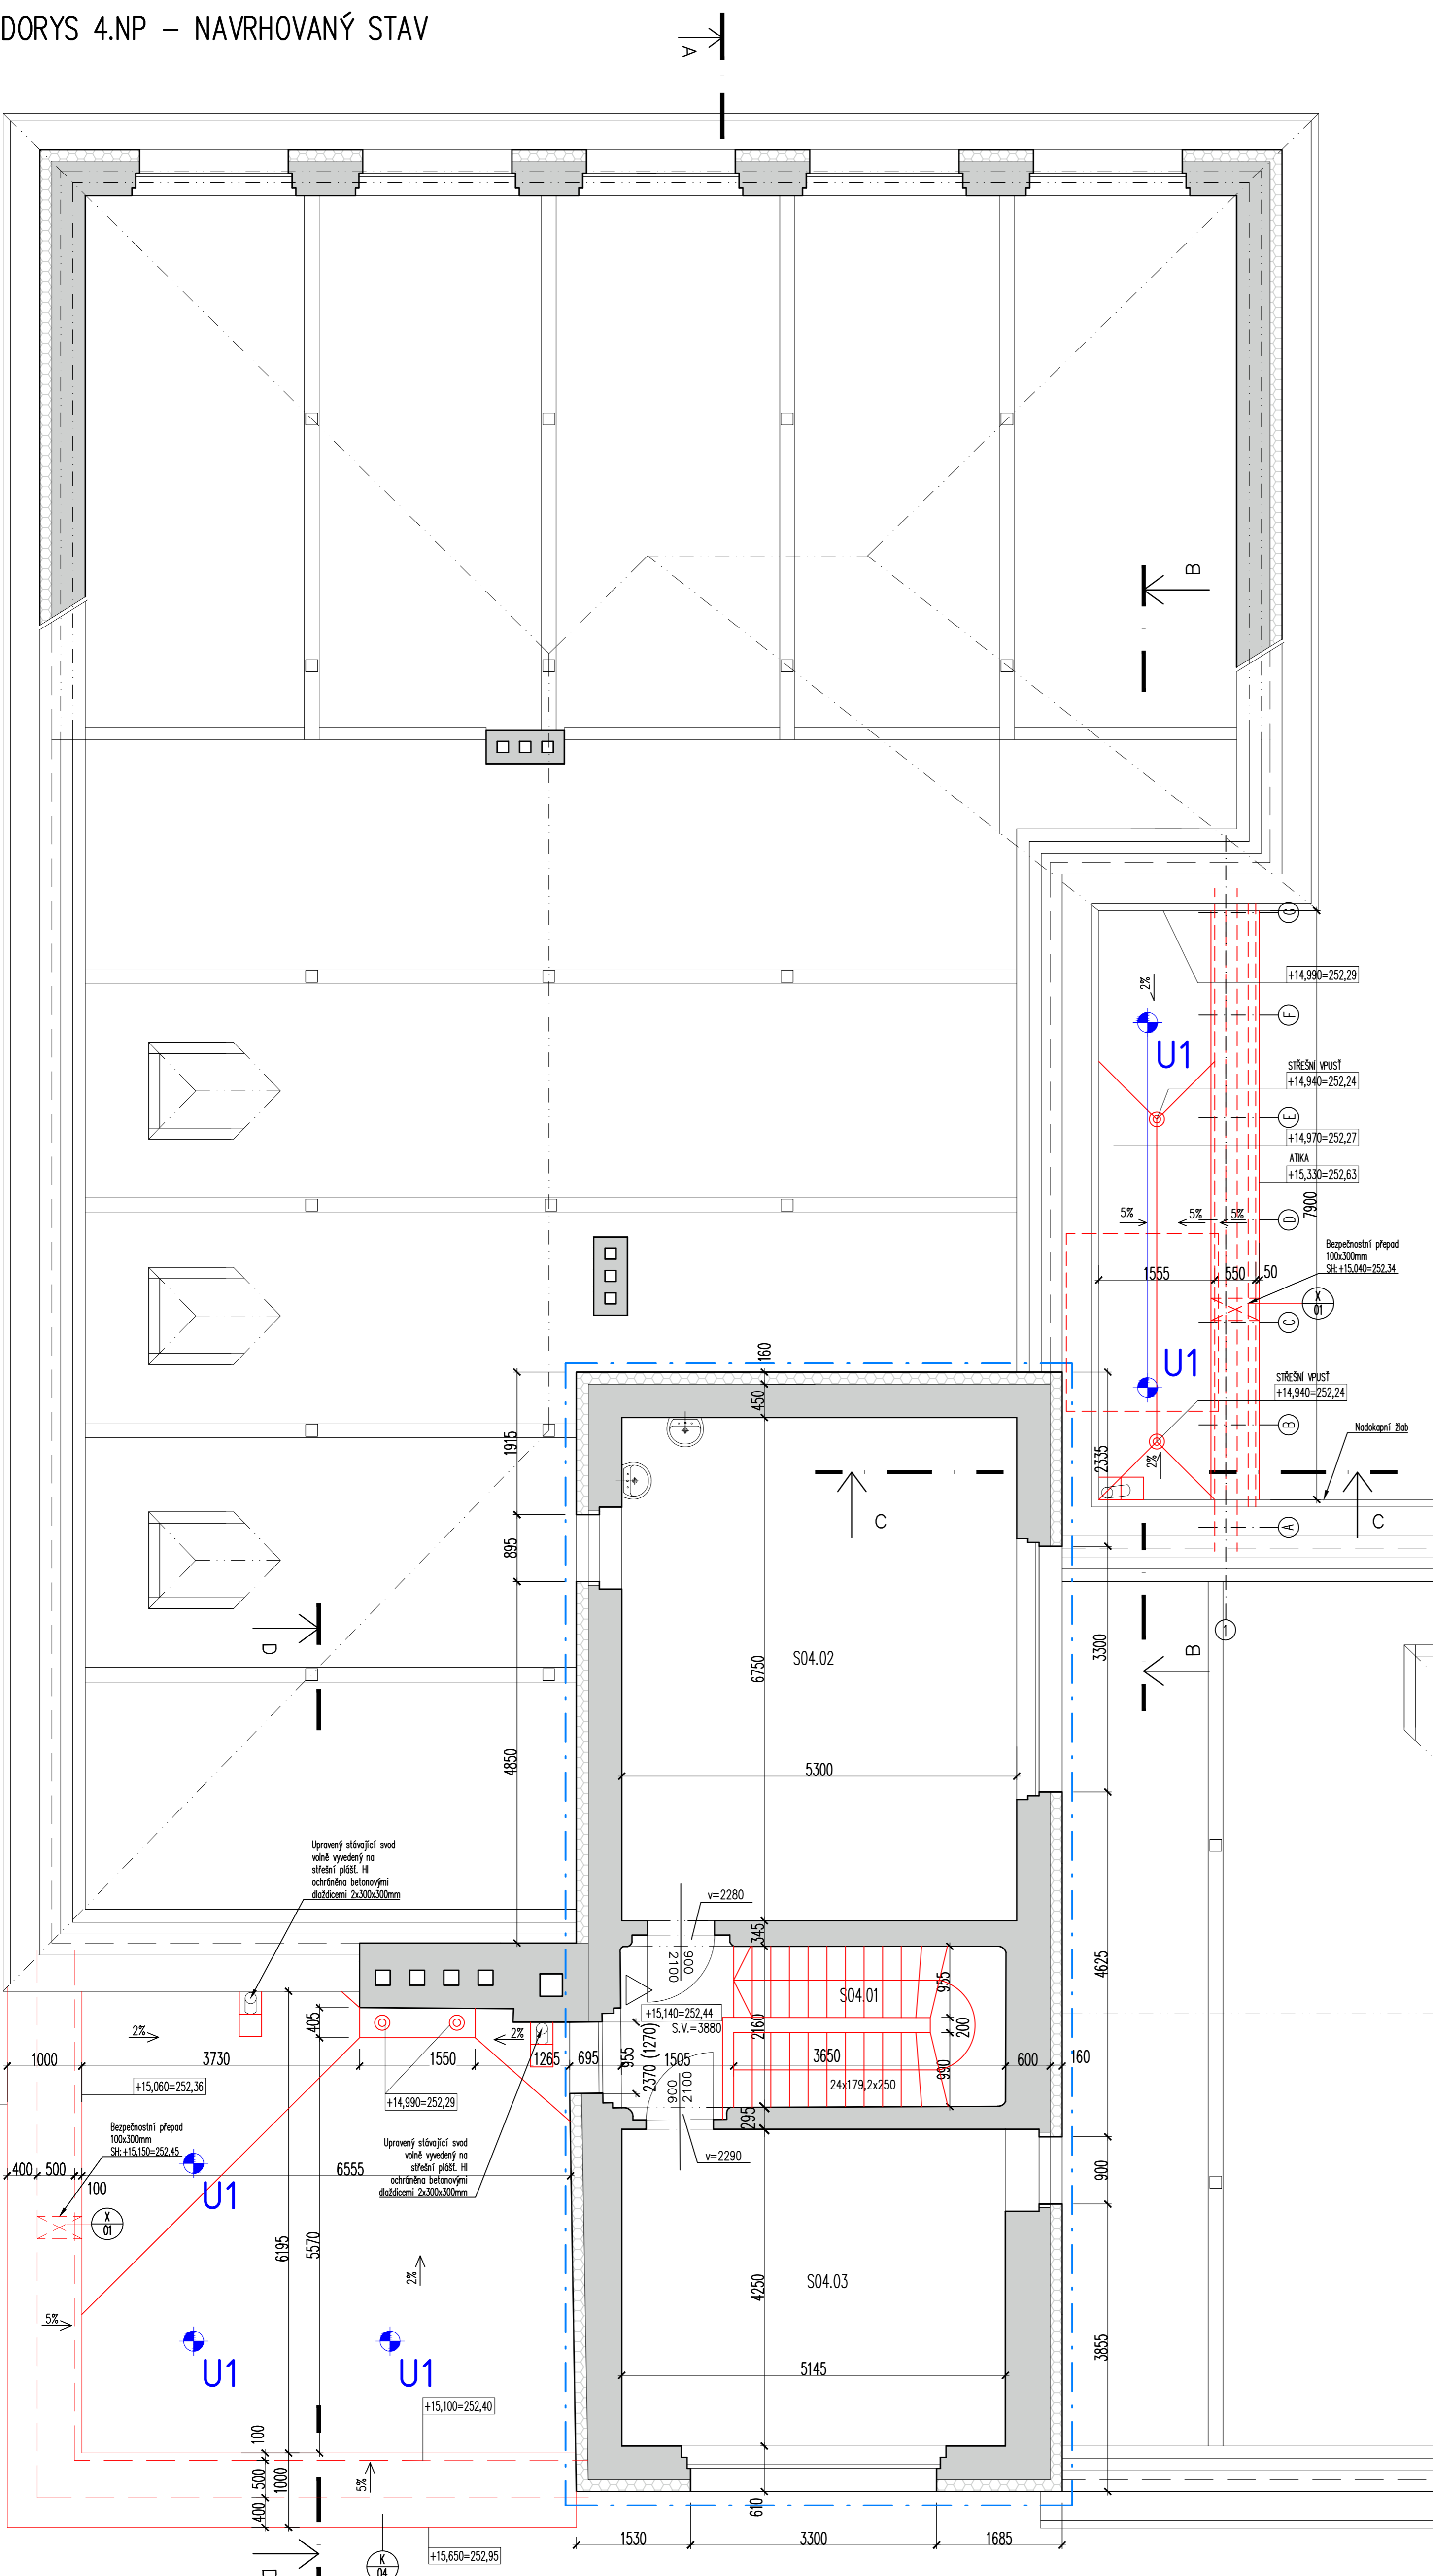 DORYS 4.NP – NAVRHOVANÝ STAV
A
B
G
+14,990=252,29
2%
F
U1
STŘEŠNÍ VPUSŤ
+14,940=252,24
E
+14,970=252,27
ATIKA
+15,330=252,63
7900
5%
5%
5%
D
Bezpečnostní přepad
100x300mm
SH: +15,040=252,34
1555
550
50
X
01
C
U1
STŘEŠNÍ VPUSŤ
+14,940=252,24
B
Nadokapní žlab
160
450
1915
2335
2%
C
C
A
895
1
D
B
S04.02
6750
3300
5300
4850
Upravený stávající svod
volně vyvedený na
střešní plášť. HI
ochráněna betonovými
dlaždicemi 2x300x300mm
v=2280
345
900
2100
4625
955
S04.01
+15,140=252,44
S.V.=3880
2160
200
405
2%
2%
1000
3730
1550
1265
695
955
2370 (1270)
1505
3650
990
600
160
24x179,2x250
+15,060=252,36
+14,990=252,29
900
2100
295
Bezpečnostní přepad
100x300mm
SH: +15,150=252,45
Upravený stávající svod
volně vyvedený na
střešní plášť. HI
ochráněna betonovými
dlaždicemi 2x300x300mm
v=2290
400
500
100
6555
900
U1
X
01
6195
5570
2%
4250
S04.03
5%
U1
U1
5145
3855
+15,100=252,40
100
500
1000
400
5%
610
1530
3300
1685
K
04
+15,650=252,95
D